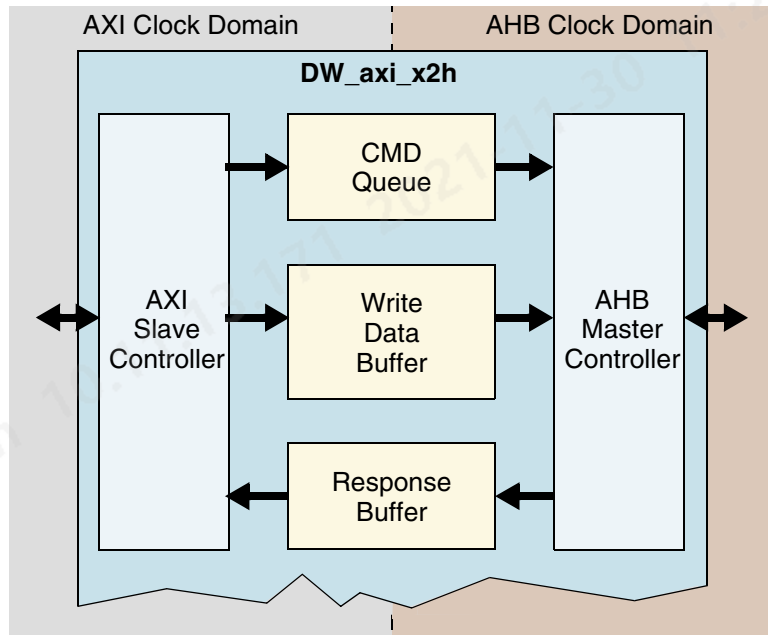 AXI Clock Domain
AHB Clock Domain
DW_axi_x2h
CMD
Queue
AXI
Slave
Controller
Write
Data
Buffer
AHB
Master
Controller
Response
Buffer